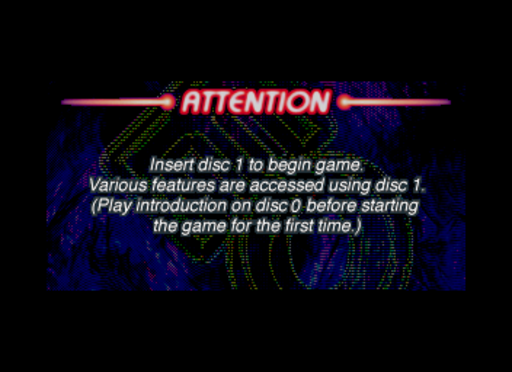 ATTENTION
Insert disc 1 to begin game.
Various features are accessed using disc 1.
(Play introduction on disc 0 before starting
the game for the first time.)